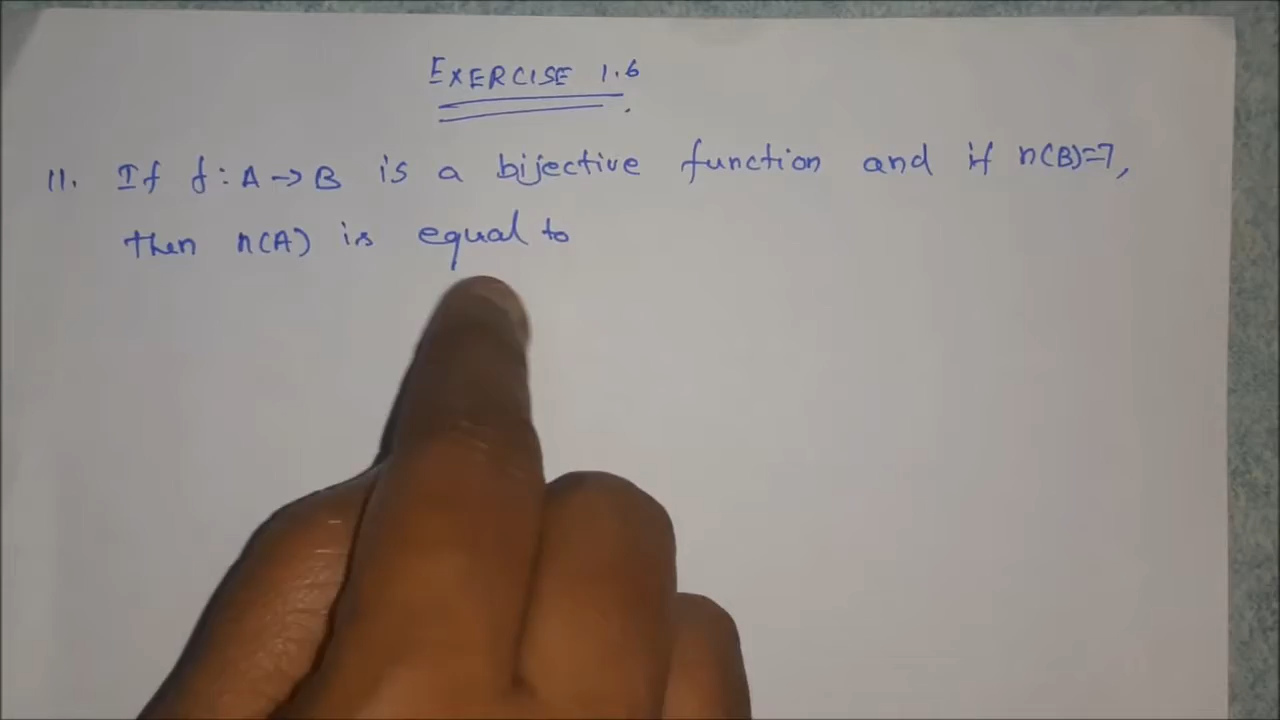 EXERCISE 1.6
11. If f:A→B is a bijective function and if n(B)=7,
then n(A) is equal to